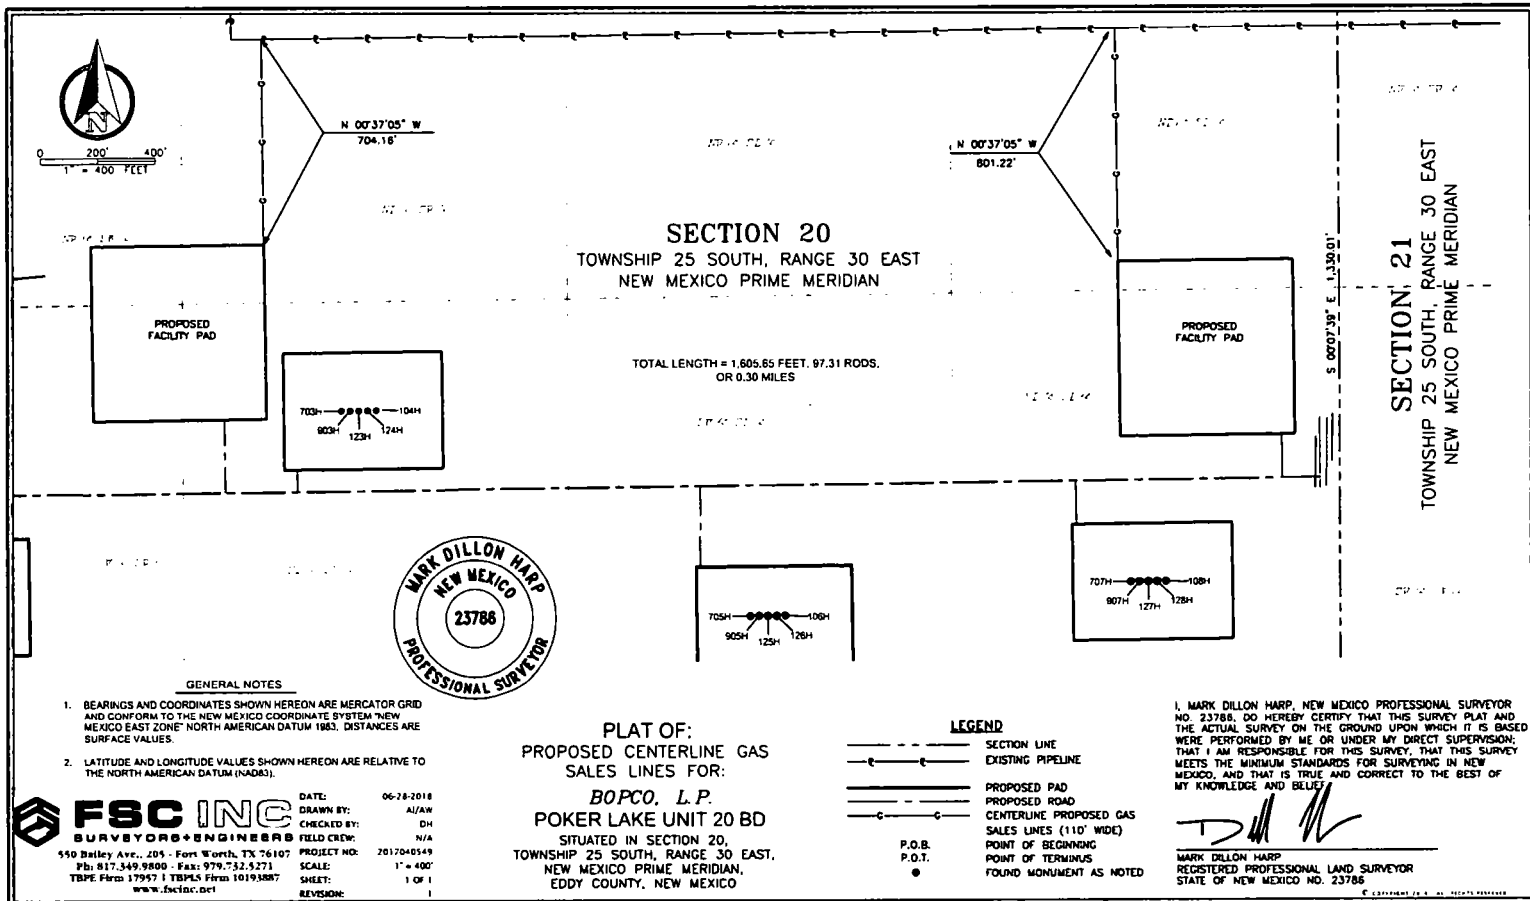 N
0 200' 400'
1" = 400 FEET
N 00°37'05" W
704.16'
N 00°37'05" W
801.22'
SECTION 20
TOWNSHIP 25 SOUTH, RANGE 30 EAST
NEW MEXICO PRIME MERIDIAN
S 00°07'39" E 1,330.01'
SECTION 21
TOWNSHIP 25 SOUTH, RANGE 30 EAST
NEW MEXICO PRIME MERIDIAN
PROPOSED
FACILITY PAD
PROPOSED
FACILITY PAD
TOTAL LENGTH = 1,605.65 FEET, 97.31 RODS,
OR 0.30 MILES
703H 104H
903H 123H 124H
705H 106H
905H 125H 126H
707H 108H
907H 127H 128H
MARK DILLON HARP
NEW MEXICO
23786
PROFESSIONAL SURVEYOR
GENERAL NOTES
1. BEARINGS AND COORDINATES SHOWN HEREON ARE MERCATOR GRID
AND CONFORM TO THE NEW MEXICO COORDINATE SYSTEM "NEW
MEXICO EAST ZONE" NORTH AMERICAN DATUM 1983. DISTANCES ARE
SURFACE VALUES.
2. LATITUDE AND LONGITUDE VALUES SHOWN HEREON ARE RELATIVE TO
THE NORTH AMERICAN DATUM (NAD83).
FSC INC
SURVEYORS+ENGINEERS
550 Bailey Ave., 205 - Fort Worth, TX 76107
Ph: 817.349.9800 - Fax: 979.732.5271
TBPE Firm 17957 | TBPLS Firm 10193887
www.fscinc.net
DATE: 06-28-2018
DRAWN BY: AI/AW
CHECKED BY: DH
FIELD CREW: N/A
PROJECT NO: 2017040549
SCALE: 1" = 400'
SHEET: 1 OF 1
REVISION: 1
PLAT OF:
PROPOSED CENTERLINE GAS
SALES LINES FOR:
BOPCO, L.P.
POKER LAKE UNIT 20 BD
SITUATED IN SECTION 20,
TOWNSHIP 25 SOUTH, RANGE 30 EAST,
NEW MEXICO PRIME MERIDIAN,
EDDY COUNTY, NEW MEXICO
LEGEND
SECTION LINE
EXISTING PIPELINE
PROPOSED PAD
PROPOSED ROAD
CENTERLINE PROPOSED GAS
SALES LINES (110' WIDE)
P.O.B. POINT OF BEGINNING
P.O.T. POINT OF TERMINUS
FOUND MONUMENT AS NOTED
I, MARK DILLON HARP, NEW MEXICO PROFESSIONAL SURVEYOR
NO. 23786, DO HEREBY CERTIFY THAT THIS SURVEY PLAT AND
THE ACTUAL SURVEY ON THE GROUND UPON WHICH IT IS BASED
WERE PERFORMED BY ME OR UNDER MY DIRECT SUPERVISION;
THAT I AM RESPONSIBLE FOR THIS SURVEY, THAT THIS SURVEY
MEETS THE MINIMUM STANDARDS FOR SURVEYING IN NEW
MEXICO, AND THAT IS TRUE AND CORRECT TO THE BEST OF
MY KNOWLEDGE AND BELIEF.
MARK DILLON HARP
REGISTERED PROFESSIONAL LAND SURVEYOR
STATE OF NEW MEXICO NO. 23786